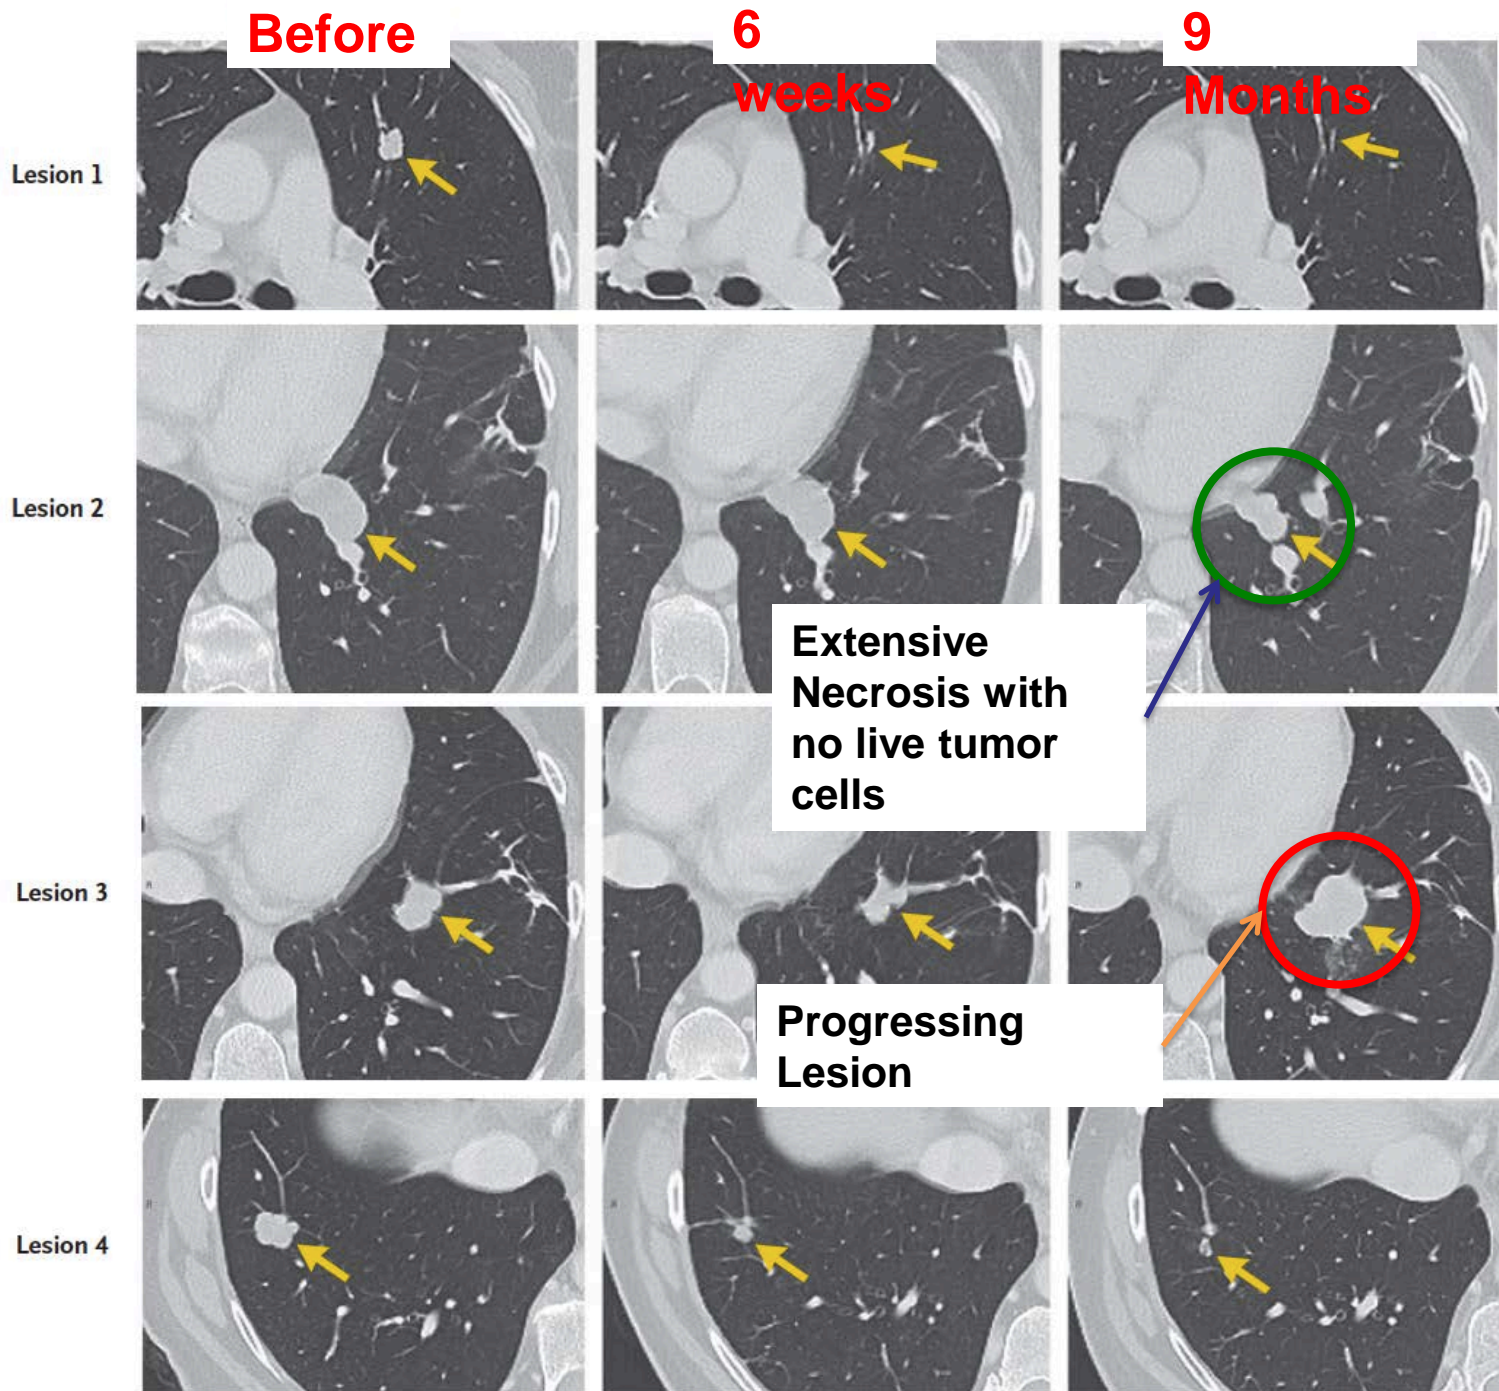 Before
6
weeks
9
Months
Lesion 1
Lesion 2
Extensive
Necrosis with
no live tumor
cells
Lesion 3
Progressing
Lesion
Lesion 4